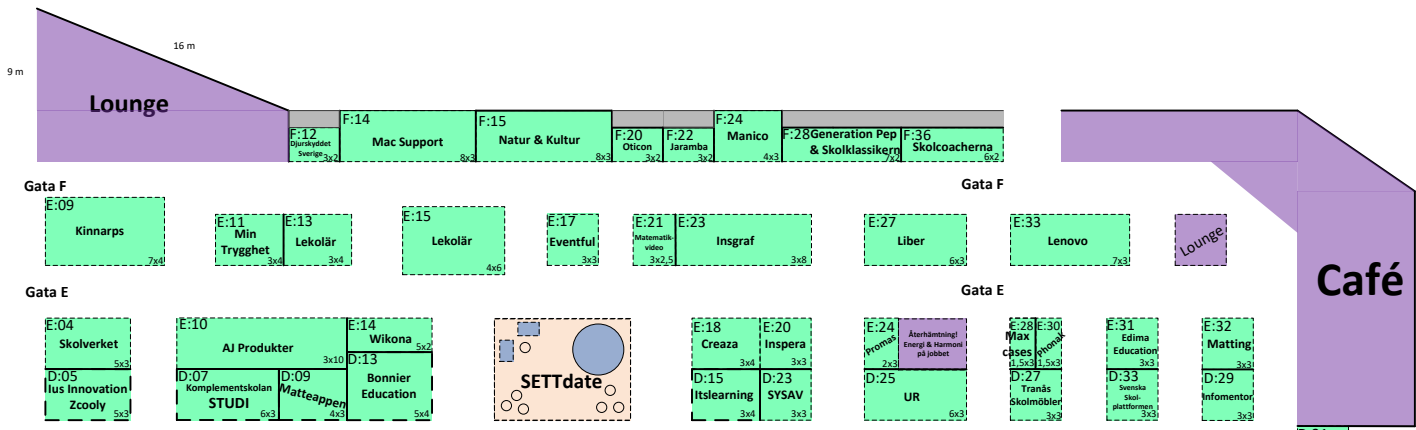 16 m
9 m
Lounge
F:12
Djurskyddet
Sverige
3x2
F:14
Mac Support
8x3
F:15
Natur & Kultur
8x3
F:20
Oticon
3x2
F:22
Jaramba
3x2
F:24
Manico
4x3
F:28 Generation Pep
& Skolklassikern
7x2
F:36
Skolcoacherna
6x2
Gata F
Gata F
E:09
Kinnarps
7x4
E:11
Min
Trygghet
3x4
E:13
Lekolär
3x4
E:15
Lekolär
4x6
E:17
Eventful
3x3
E:21
Matematik-
video
3x2,5
E:23
Insgraf
3x8
E:27
Liber
6x3
E:33
Lenovo
7x3
Lounge
Café
Gata E
Gata E
E:04
Skolverket
5x3
E:10
AJ Produkter
3x10
E:14
Wikona
5x2
SETTdate
E:18
Creaza
3x4
E:20
Inspera
3x3
E:24
Promas
2x3
Återhämtning!
Energi & Harmoni
på jobbet
E:28
Max
cases
1,5x3
E:30
Phonak
1,5x3
E:31
Edima
Education
3x3
E:32
Matting
3x3
D:05
Ius Innovation
Zcooly
5x3
D:07
Komplementskolan
STUDI
6x3
D:09
Matteappen
4x3
D:13
Bonnier
Education
5x4
D:15
Itslearning
3x4
D:23
SYSAV
3x3
D:25
UR
6x3
D:27
Tranås
Skolmöbler
3x3
D:33
Svenska
Skol-
plattformen
3x3
D:29
Infomentor
3x3